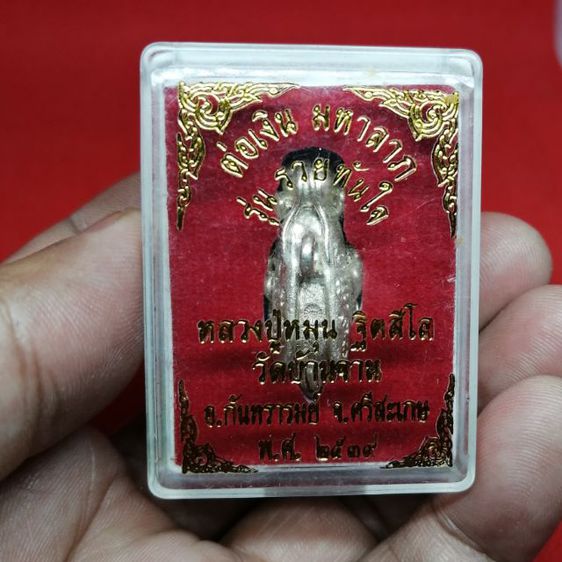 ต่อเงิน มหาลาภ
รุ่น รวยทันใจ
หลวงปู่หมุน ฐิตสีโล
วัดบ้านจาน
อ.กันทรารมย์ จ.ศรีสะเกษ
พ.ศ. ๒๕๓๙